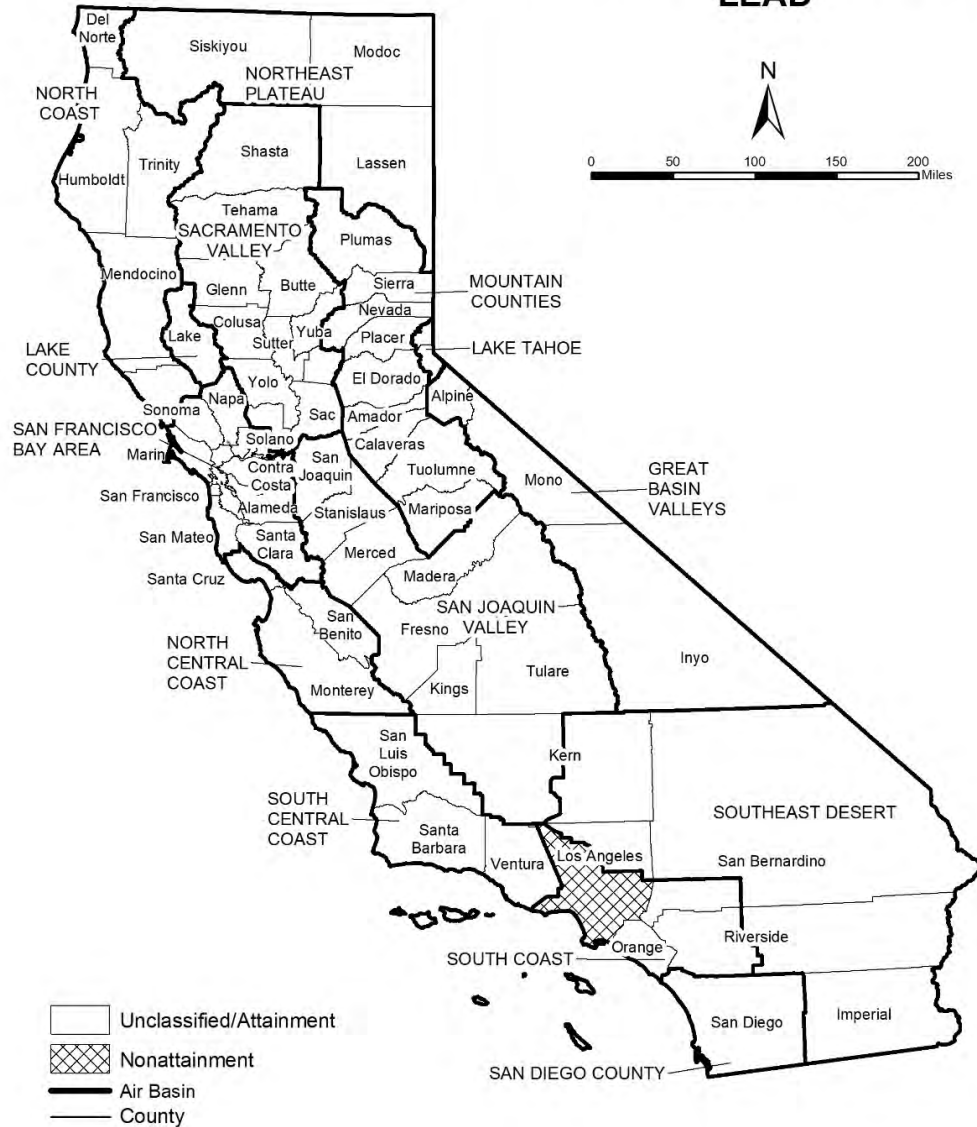 LEAD
Del
Norte
Siskiyou
Modoc
NORTHEAST
PLATEAU
NORTH
COAST
N
0 50 100 150 200
Miles
Shasta
Lassen
Trinity
Humboldt
Tehama
SACRAMENTO
VALLEY
Plumas
Mendocino
Butte
Glenn
Sierra
MOUNTAIN
COUNTIES
Nevada
Colusa
Yuba
Sutter
Placer
Lake
LAKE
COUNTY
LAKE TAHOE
Yolo
El Dorado
Napa
Alpine
Sonoma
Sac
Amador
SAN FRANCISCO
BAY AREA
Solano
Calaveras
Marin
San
Joaquin
Contra
Costa
Tuolumne
Mono
GREAT
BASIN
VALLEYS
San Francisco
Alameda
Stanislaus
Mariposa
San Mateo
Santa
Clara
Merced
Santa Cruz
Madera
SAN JOAQUIN
VALLEY
San
Benito
Fresno
NORTH
CENTRAL
COAST
Inyo
Tulare
Monterey
Kings
San
Luis
Obispo
Kern
SOUTH
CENTRAL
COAST
SOUTHEAST DESERT
Santa
Barbara
Ventura
Los Angeles
San Bernardino
Riverside
Orange
SOUTH COAST
San Diego
Imperial
SAN DIEGO COUNTY
Unclassified/Attainment
Nonattainment
Air Basin
County